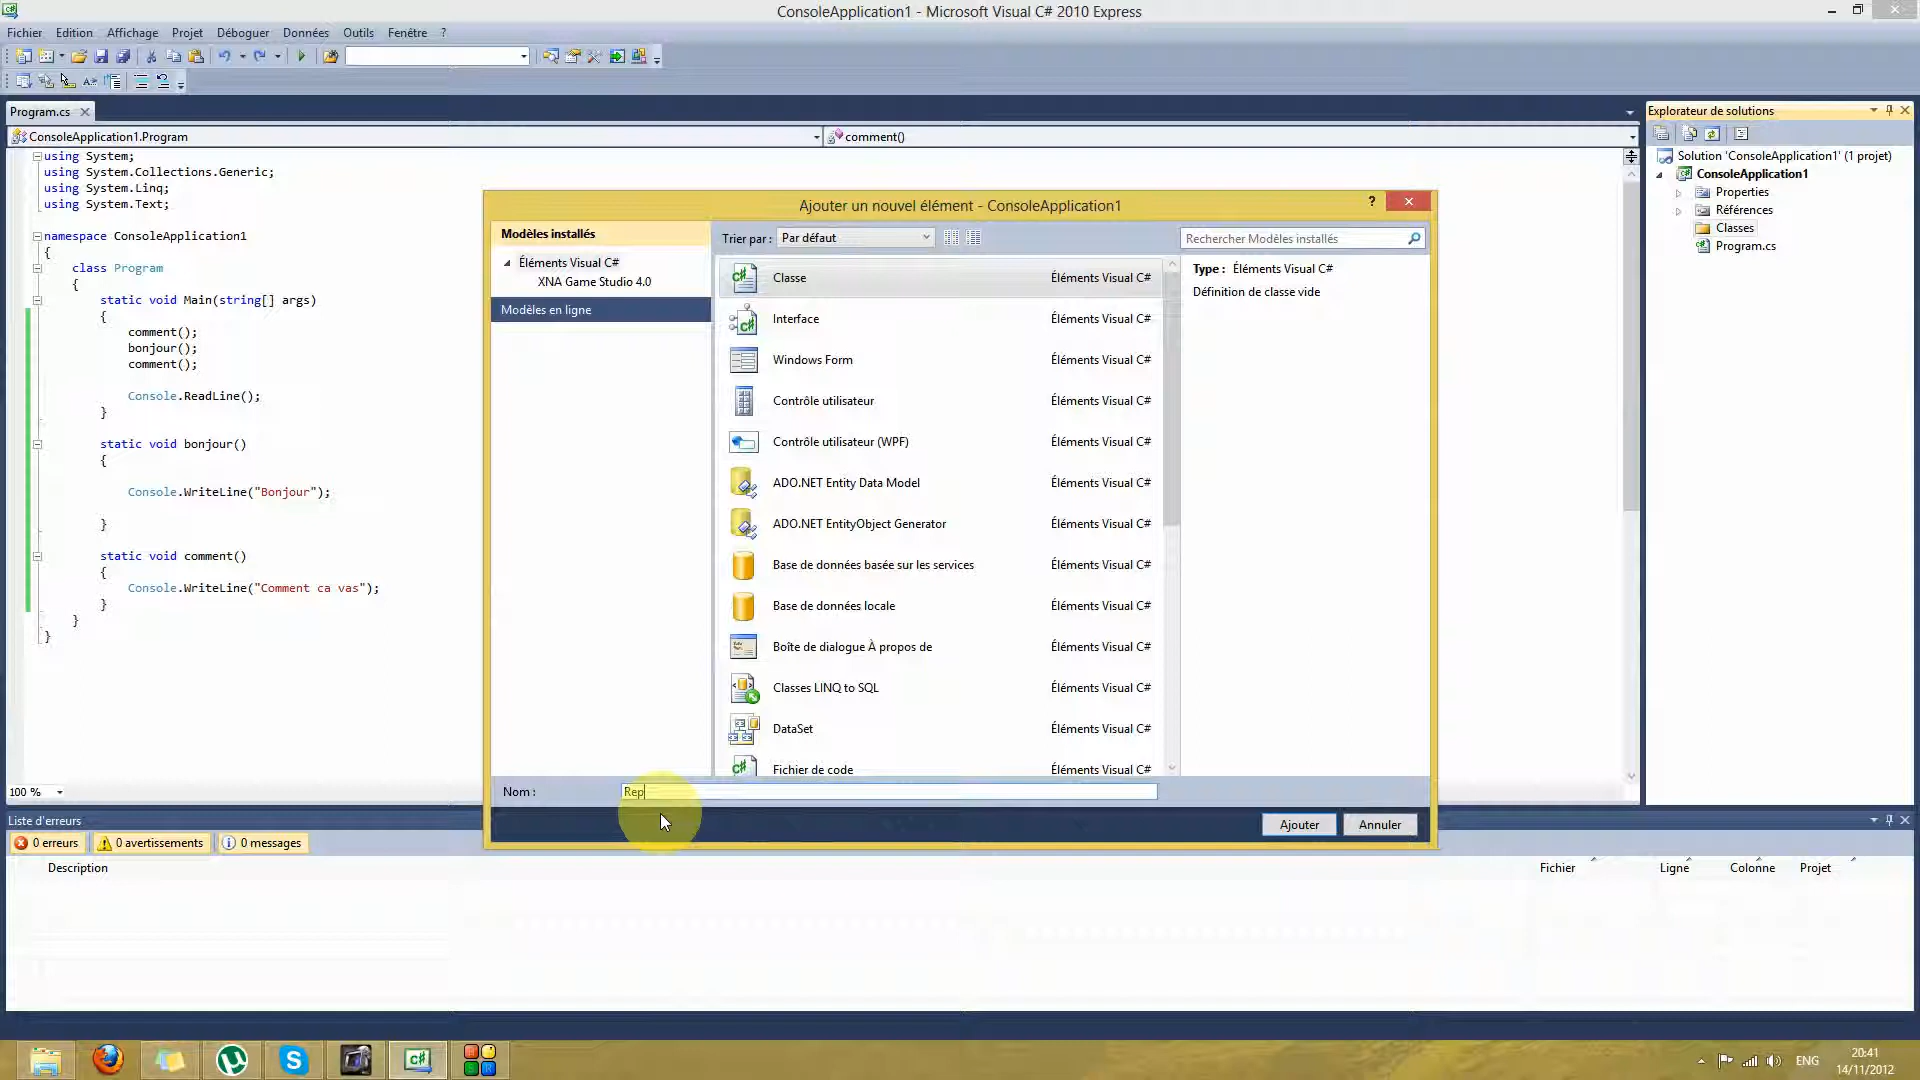 ConsoleApplication1 - Microsoft Visual C# 2010 Express
Fichier Edition Affichage Projet Déboguer Données Outils Fenêtre ?
Program.cs
ConsoleApplication1.Program
comment()
using System;
using System.Collections.Generic;
using System.Linq;
using System.Text;
namespace ConsoleApplication1
{
class Program
{
static void Main(string[] args)
{
comment();
bonjour();
comment();
Console.ReadLine();
}
static void bonjour()
{
Console.WriteLine("Bonjour");
}
static void comment()
{
Console.WriteLine("Comment ca vas");
}
}
}
100 %
Ajouter un nouvel élément - ConsoleApplication1
?
Modèles installés
Éléments Visual C#
XNA Game Studio 4.0
Modèles en ligne
Trier par : Par défaut
Rechercher Modèles installés
Classe Éléments Visual C#
Interface Éléments Visual C#
Windows Form Éléments Visual C#
Contrôle utilisateur Éléments Visual C#
Contrôle utilisateur (WPF) Éléments Visual C#
ADO.NET Entity Data Model Éléments Visual C#
ADO.NET EntityObject Generator Éléments Visual C#
Base de données basée sur les services Éléments Visual C#
Base de données locale Éléments Visual C#
Boîte de dialogue À propos de Éléments Visual C#
Classes LINQ to SQL Éléments Visual C#
DataSet Éléments Visual C#
Fichier de code Éléments Visual C#
Type : Éléments Visual C#
Définition de classe vide
Nom : Rep
Ajouter Annuler
Explorateur de solutions
Solution 'ConsoleApplication1' (1 projet)
ConsoleApplication1
Properties
Références
Classes
Program.cs
Liste d'erreurs
0 erreurs 0 avertissements 0 messages
Description Fichier Ligne Colonne Projet
ENG
20:41
14/11/2012